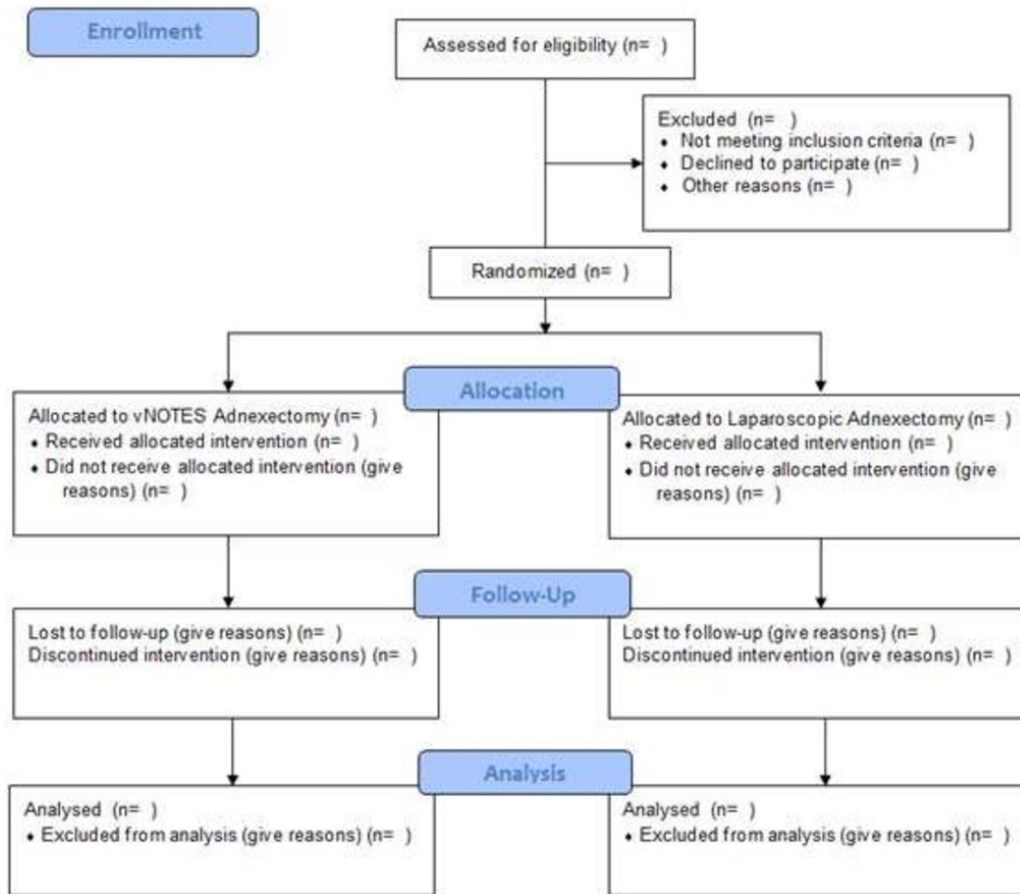 Enrollment
Assessed for eligibility (n= )
Excluded (n= )
♦ Not meeting inclusion criteria (n= )
♦ Declined to participate (n= )
♦ Other reasons (n= )
Randomized (n= )
Allocation
Allocated to vNOTES Adnexectomy (n= )
♦ Received allocated intervention (n= )
♦ Did not receive allocated intervention (give
reasons) (n= )
Allocated to Laparoscopic Adnexectomy (n= )
♦ Received allocated intervention (n= )
♦ Did not receive allocated intervention (give
reasons) (n= )
Follow-Up
Lost to follow-up (give reasons) (n= )
Discontinued intervention (give reasons) (n= )
Lost to follow-up (give reasons) (n= )
Discontinued intervention (give reasons) (n= )
Analysis
Analysed (n= )
♦ Excluded from analysis (give reasons) (n= )
Analysed (n= )
♦ Excluded from analysis (give reasons) (n= )